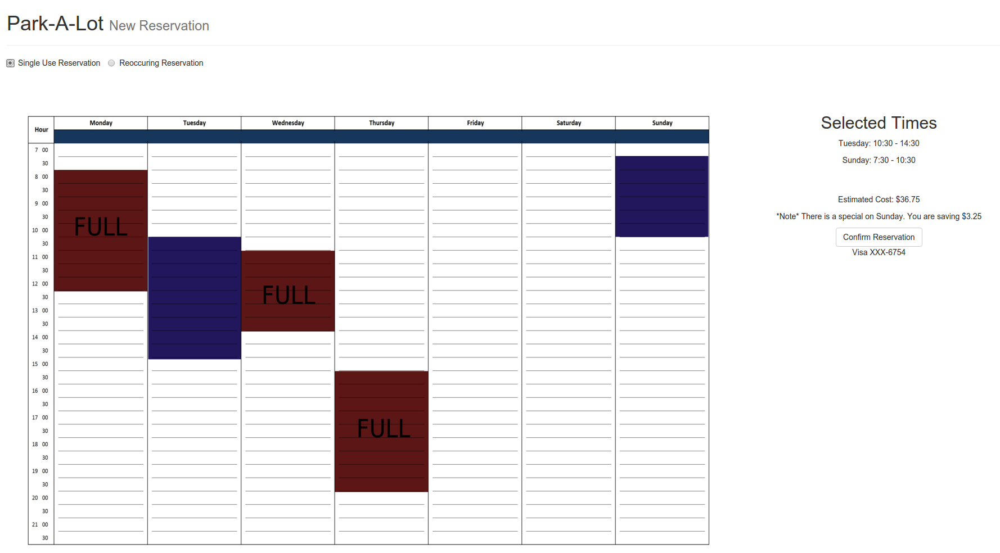 Park-A-Lot New Reservation
Single Use Reservation Reoccuring Reservation
Hour Monday Tuesday Wednesday Thursday Friday Saturday Sunday
7 00
30
8 00
30
9 00
30
10 00
30
11 00
30
12 00
30
13 00
30
14 00
30
15 00
30
16 00
30
17 00
30
18 00
30
19 00
30
20 00
30
21 00
30
FULL
FULL
FULL
Selected Times
Tuesday: 10:30 - 14:30
Sunday: 7:30 - 10:30
Estimated Cost: $36.75
*Note* There is a special on Sunday. You are saving $3.25
Confirm Reservation
Visa XXX-6754